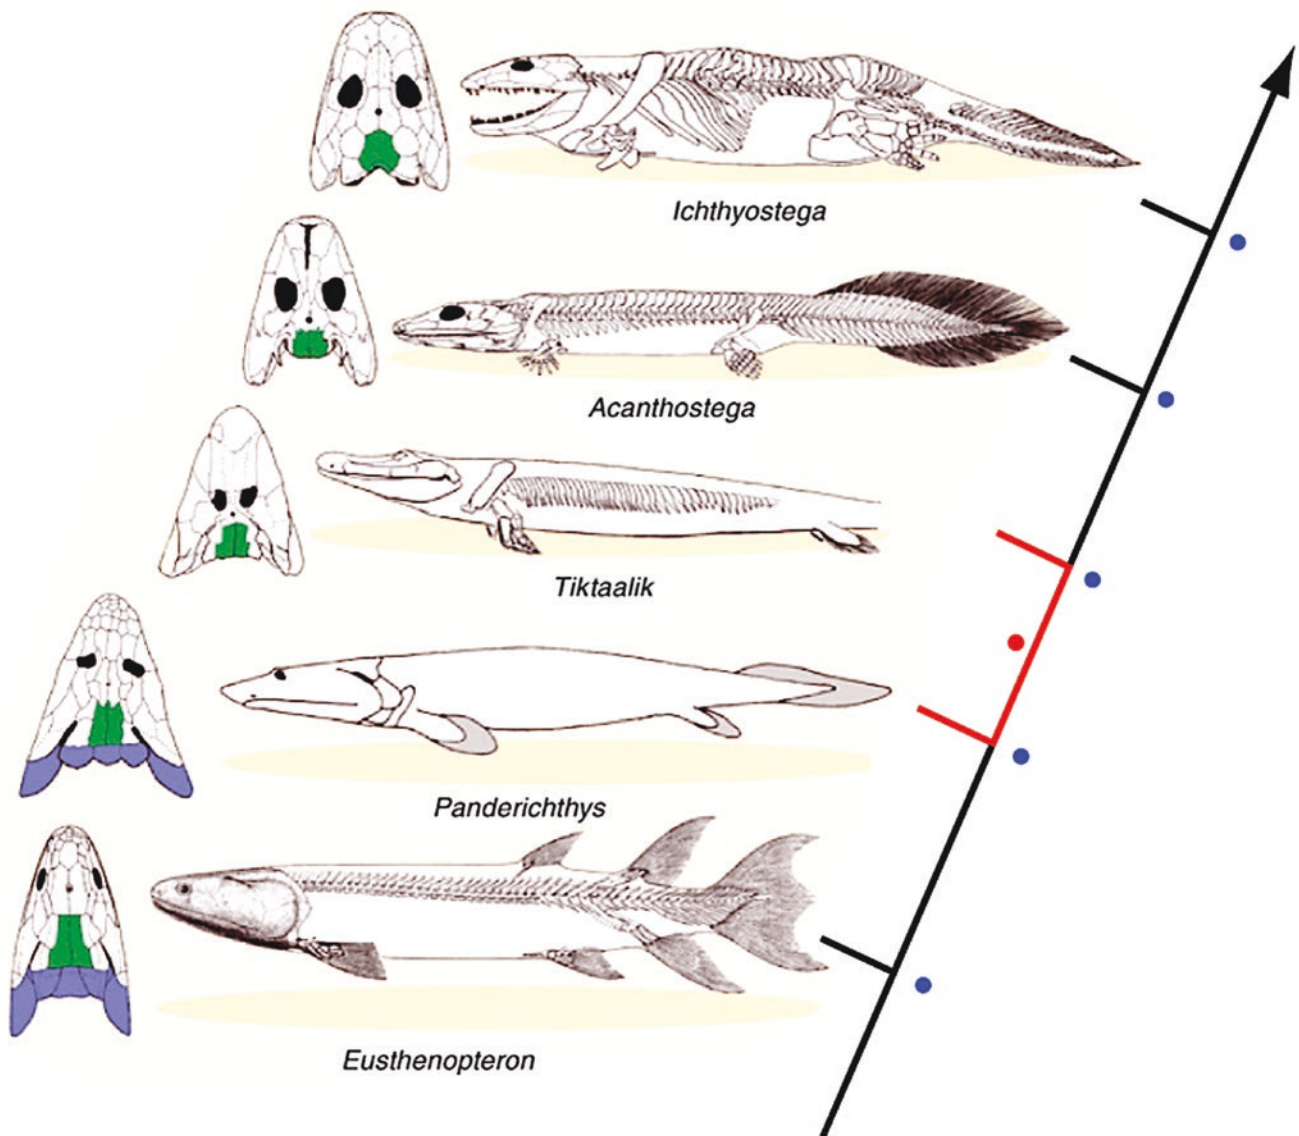 Ichthyostega
Acanthostega
Tiktaalik
Panderichthys
Eusthenopteron